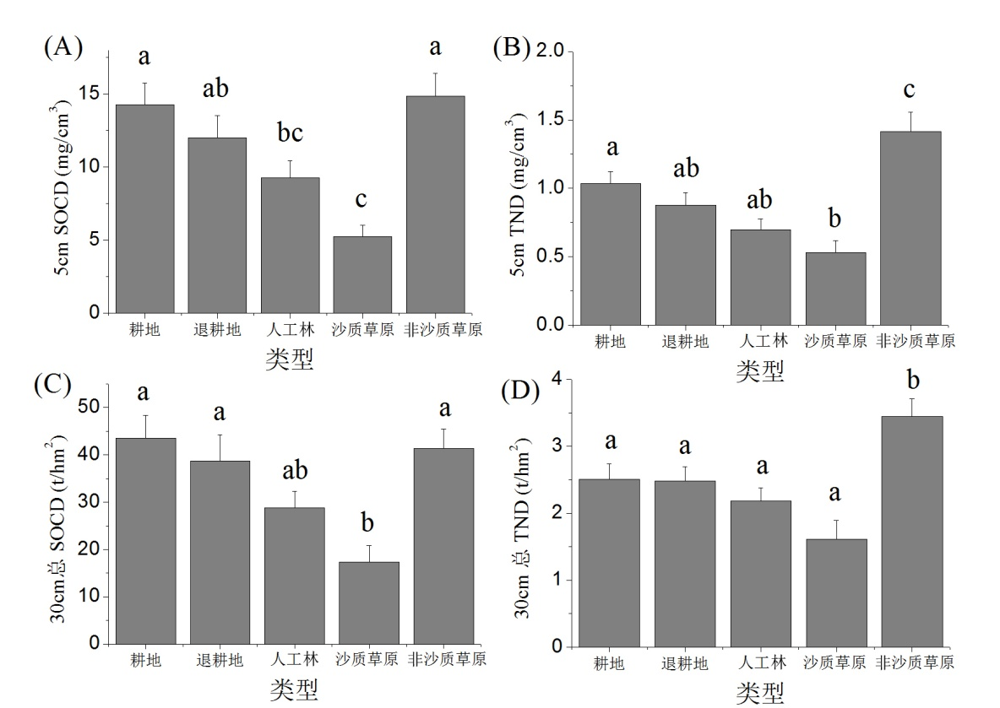 (A)
5cm SOCD (mg/cm³)
15
10
5
0
a
ab
bc
c
a
耕地
退耕地
人工林
沙质草原
非沙质草原
类型
(B)
5cm TND (mg/cm³)
2.0
1.5
1.0
0.5
0.0
a
ab
ab
b
c
耕地
退耕地
人工林
沙质草原
非沙质草原
类型
(C)
30cm总 SOCD (t/hm²)
50
40
30
20
10
0
a
a
ab
b
a
耕地
退耕地
人工林
沙质草原
非沙质草原
类型
(D)
30cm 总 TND (t/hm²)
4
3
2
1
0
a
a
a
a
b
耕地
退耕地
人工林
沙质草原
非沙质草原
类型